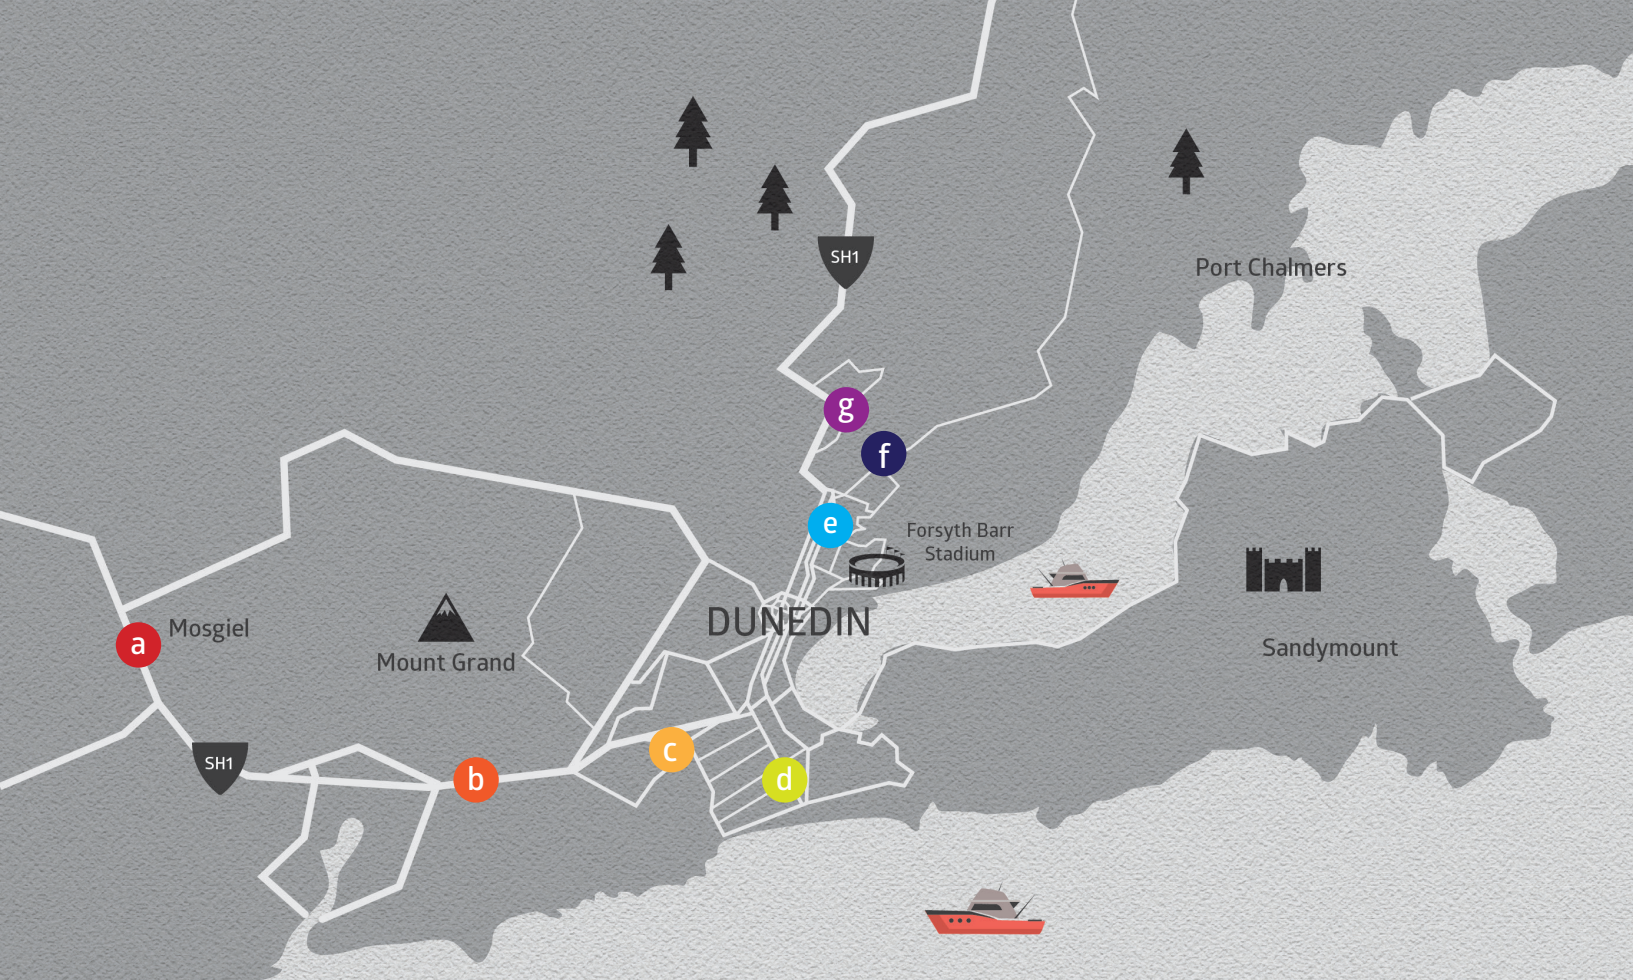 SH1
Port Chalmers
g
f
e
Forsyth Barr
Stadium
DUNEDIN
a
Mosgiel
Mount Grand
Sandymount
SH1
b
c
d